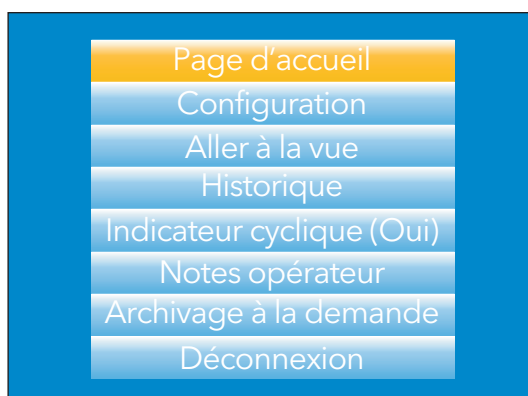 Page d’accueil
Configuration
Aller à la vue
Historique
Indicateur cyclique (Oui)
Notes opérateur
Archivage à la demande
Déconnexion